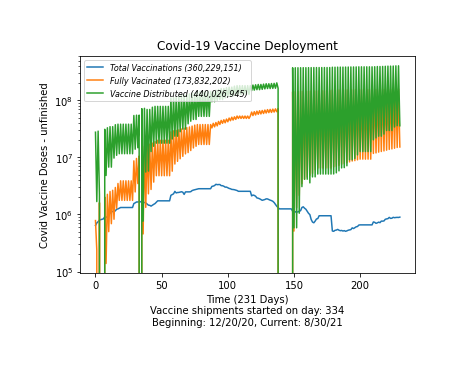 Covid-19 Vaccine Deployment
Total Vaccinations (360,229,151)
Fully Vacinated (173,832,202)
Vaccine Distributed (440,026,945)
Covid Vaccine Doses - unfinished
10⁸
10⁷
10⁶
10⁵
0 50 100 150 200
Time (231 Days)
Vaccine shipments started on day: 334
Beginning: 12/20/20, Current: 8/30/21